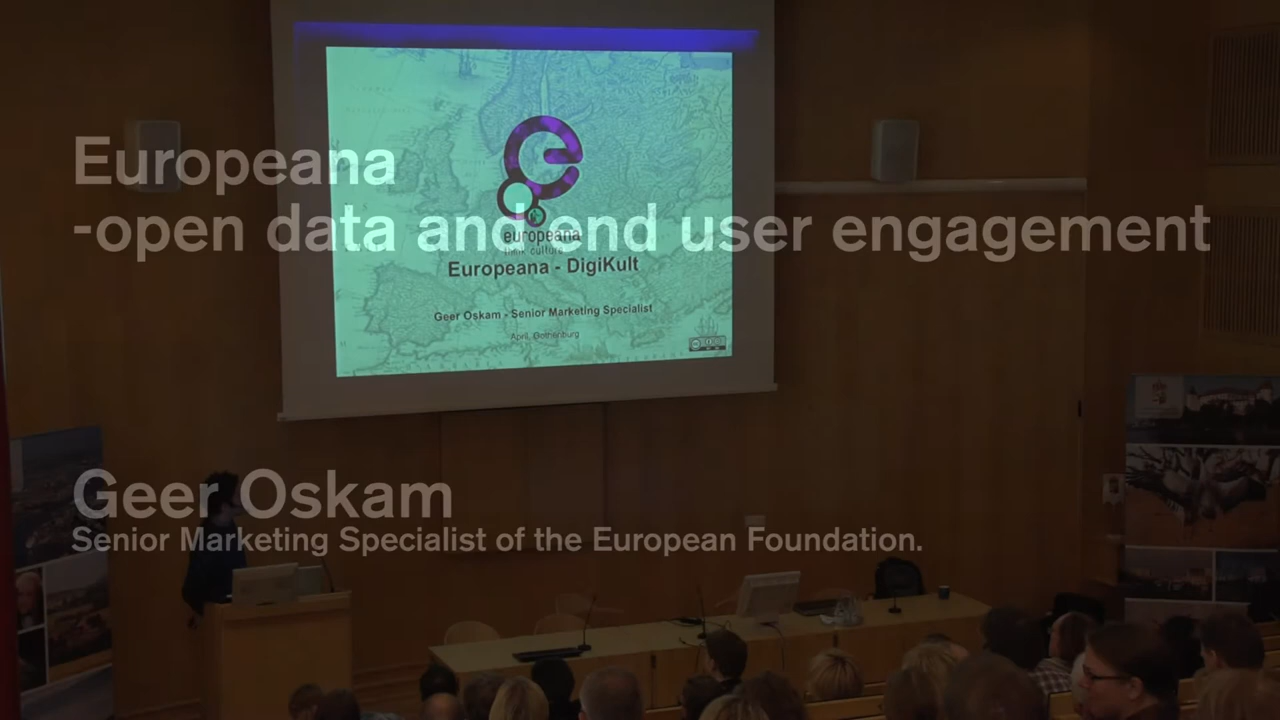 Europeana
-open data and end user engagement
europeana
think culture
Europeana - DigiKult
Geer Oskam - Senior Marketing Specialist
April, Gothenburg
Geer Oskam
Senior Marketing Specialist of the European Foundation.